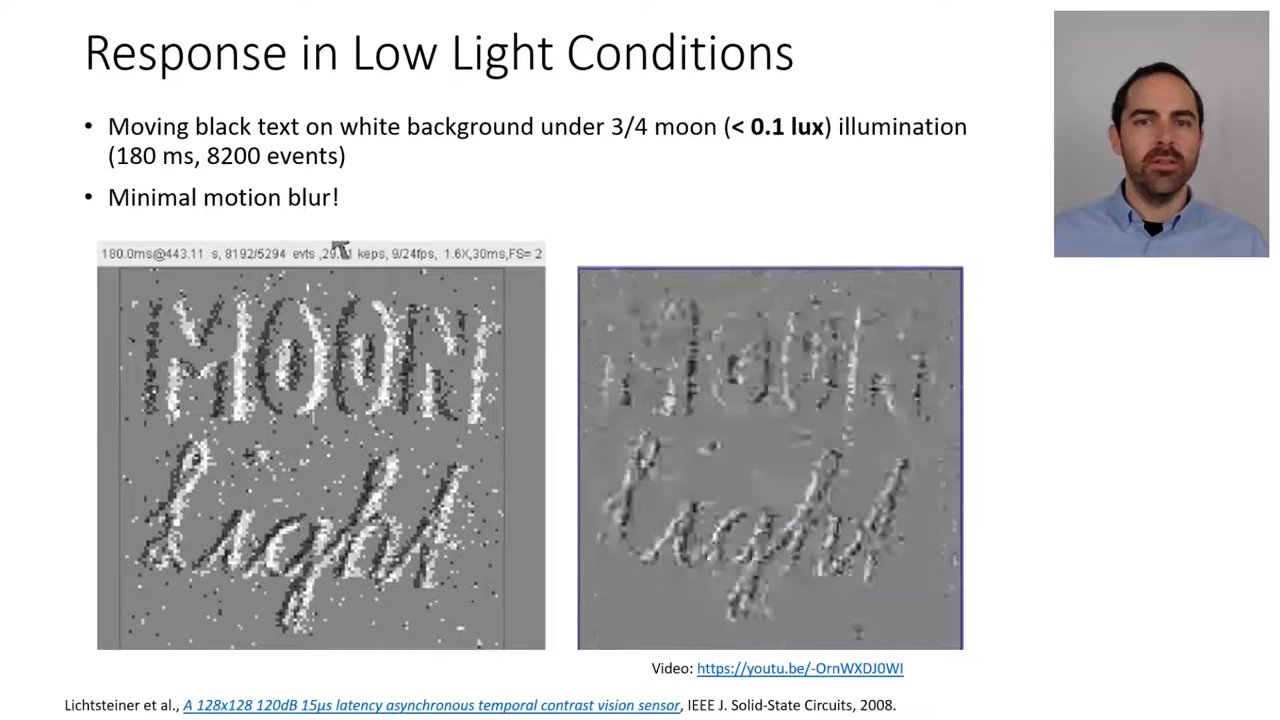 Response in Low Light Conditions
• Moving black text on white background under 3/4 moon (< 0.1 lux) illumination
(180 ms, 8200 events)
• Minimal motion blur!
180.0ms@443.11 s, 8192/5294 evts ,29. keps, 9/24fps, 1.6X,30ms,FS= 2
MOON
Light
MOON
Light
Video: https://youtu.be/-OrnWXDJ0WI
Lichtsteiner et al., A 128x128 120dB 15µs latency asynchronous temporal contrast vision sensor, IEEE J. Solid-State Circuits, 2008.